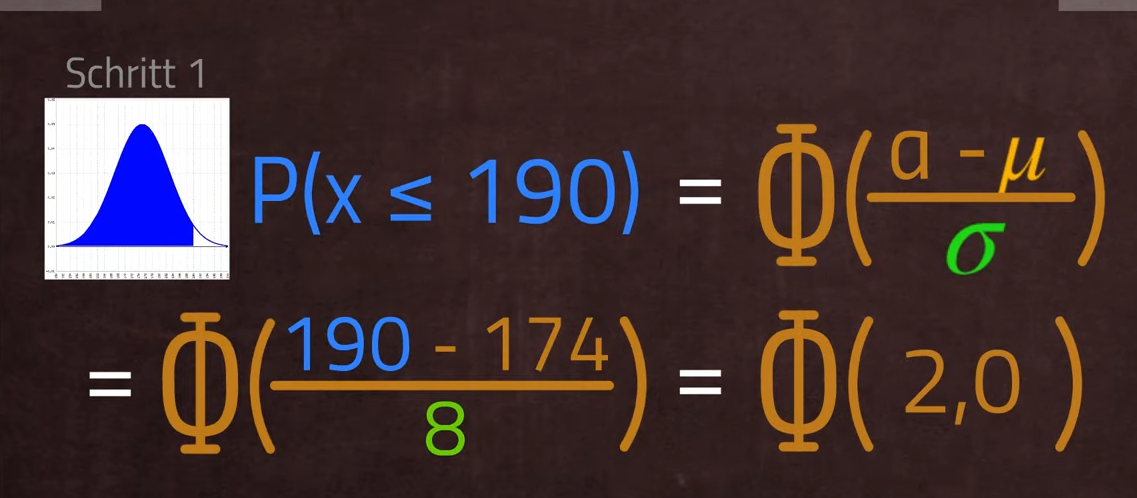 Schritt 1
P(x ≤ 190) = Φ(a - μ / σ)
= Φ(190 - 174 / 8) = Φ( 2,0 )